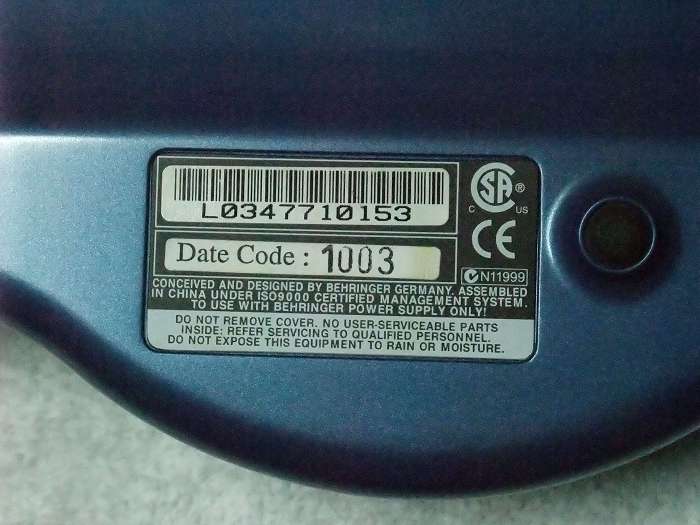 L0347710153
Date Code : 1003
C SA ® US
CE
N11999
CONCEIVED AND DESIGNED BY BEHRINGER GERMANY. ASSEMBLED
IN CHINA UNDER ISO9000 CERTIFIED MANAGEMENT SYSTEM.
TO USE WITH BEHRINGER POWER SUPPLY ONLY!
DO NOT REMOVE COVER. NO USER-SERVICEABLE PARTS
INSIDE: REFER SERVICING TO QUALIFIED PERSONNEL.
DO NOT EXPOSE THIS EQUIPMENT TO RAIN OR MOISTURE.